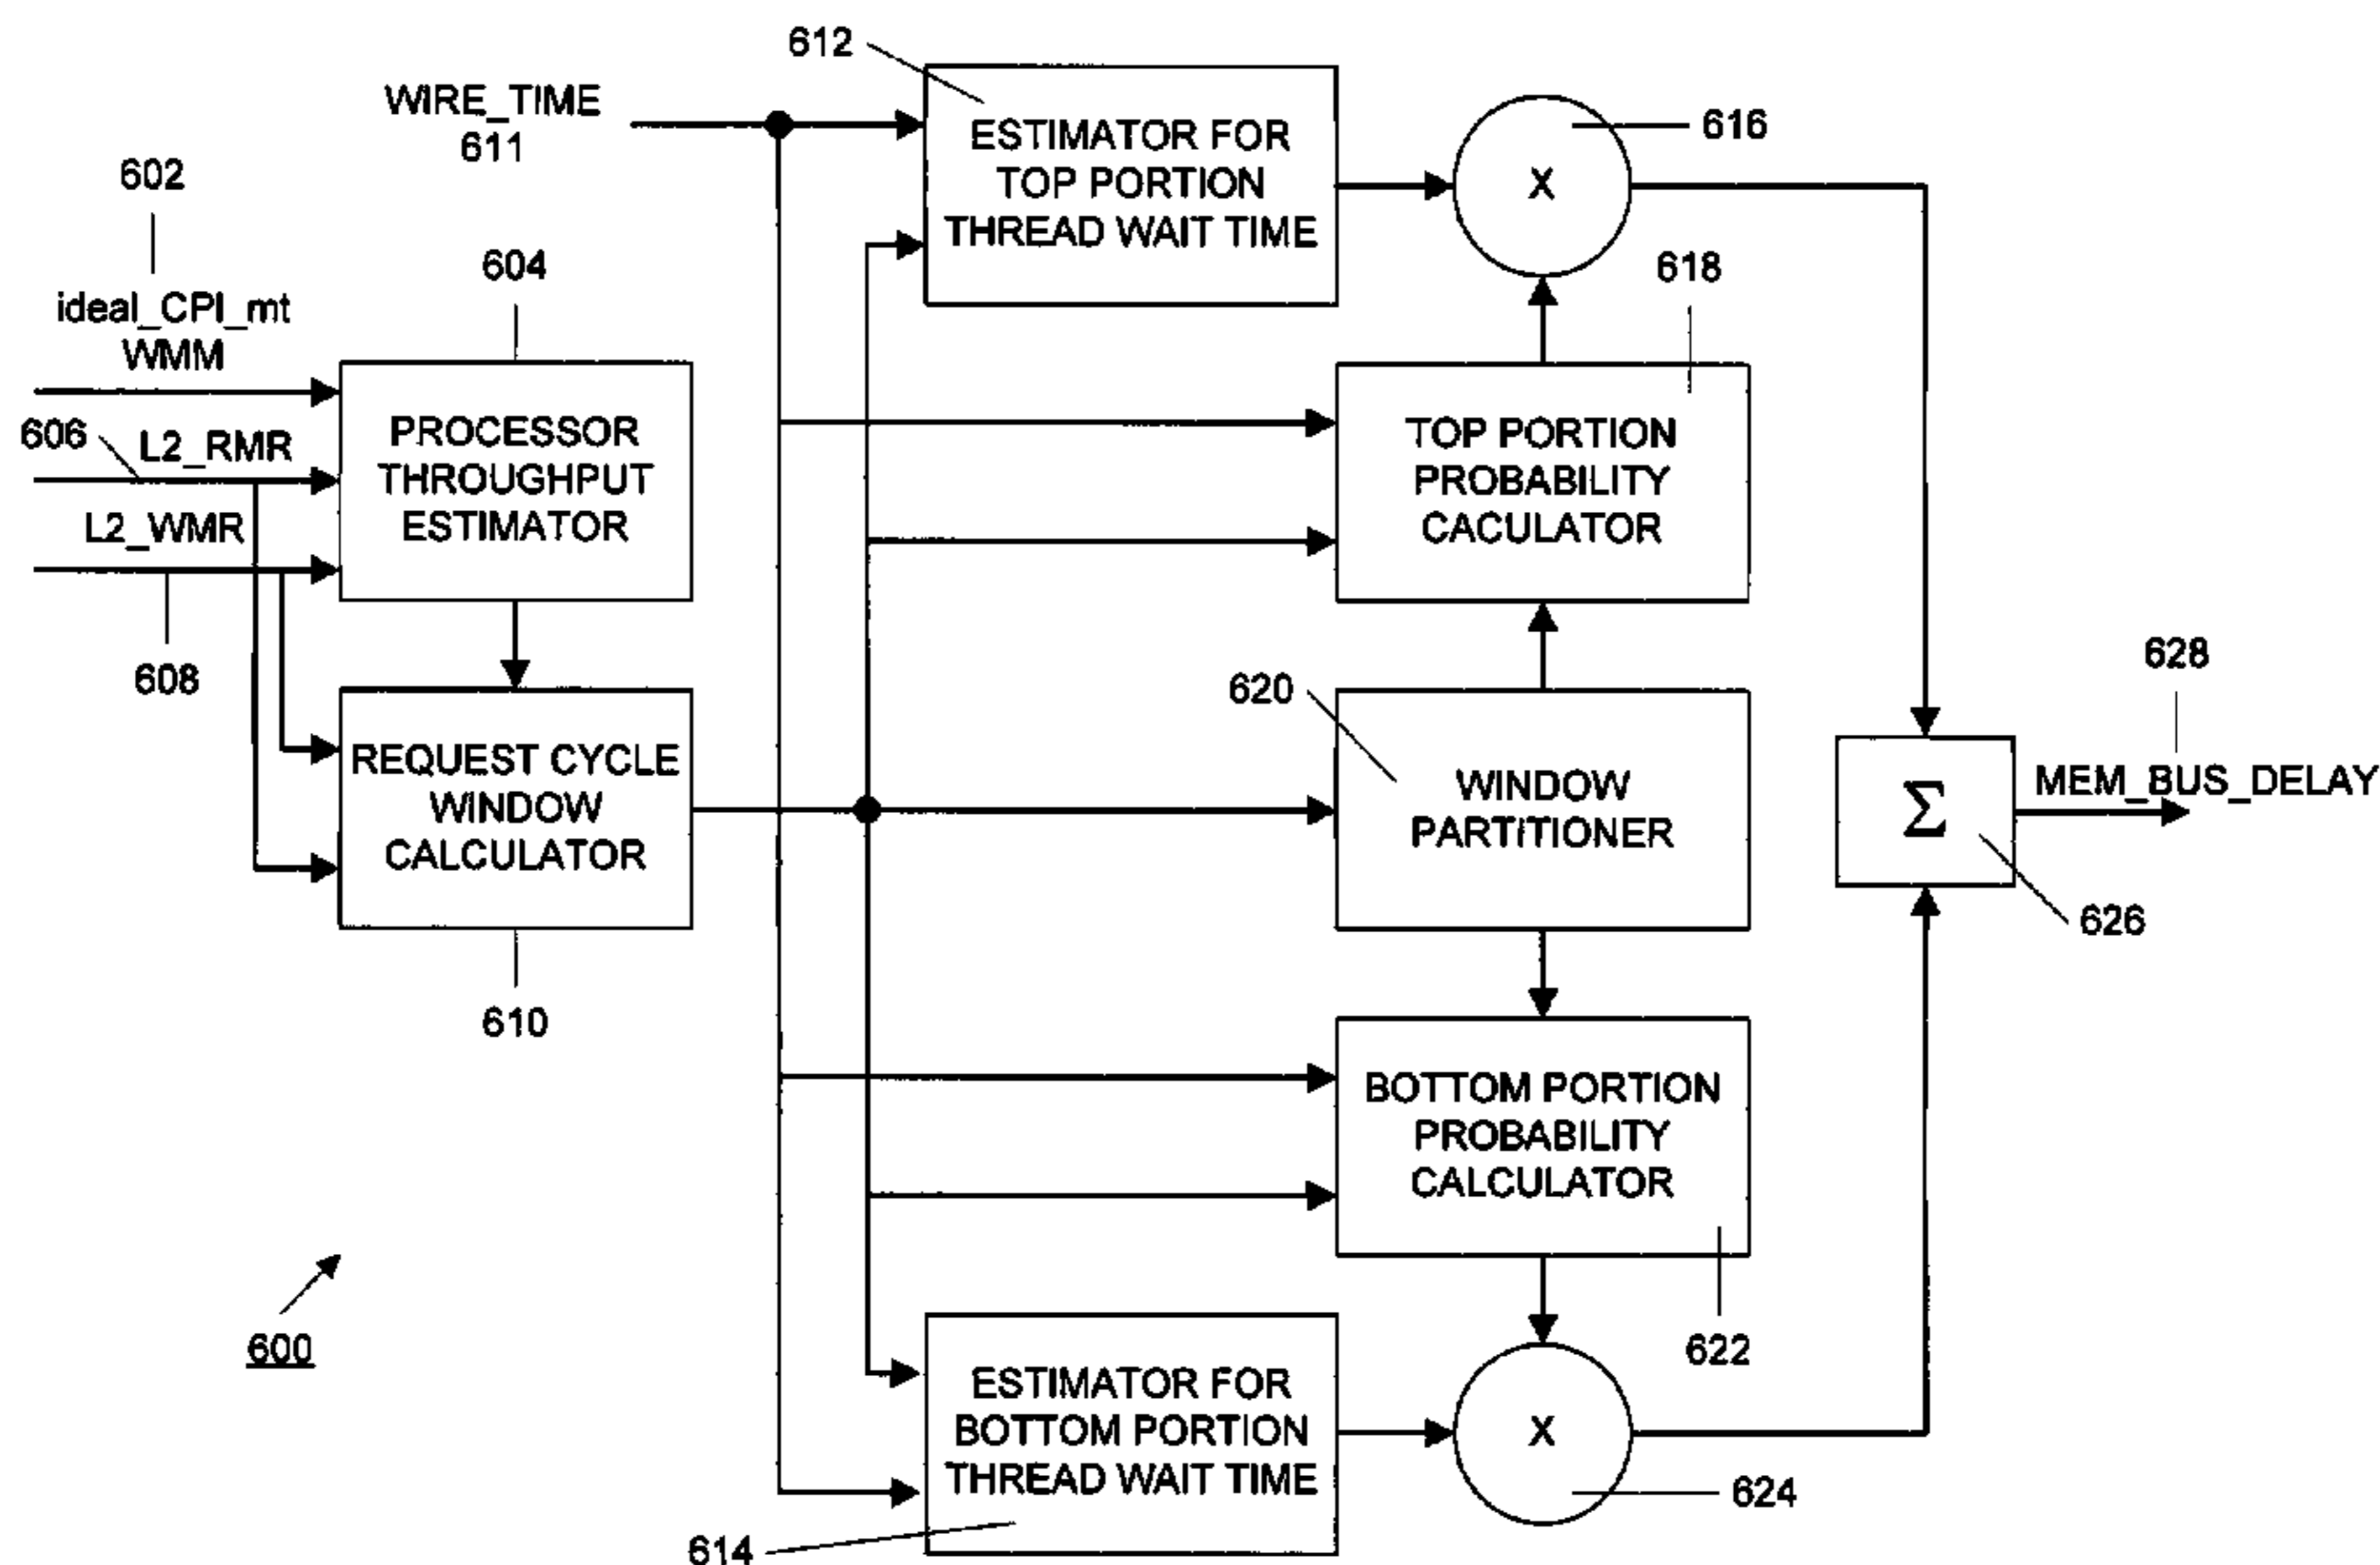 612
WIRE_TIME
611
ESTIMATOR FOR
TOP PORTION
THREAD WAIT TIME
X
616
602
ideal_CPI_mt
WMM
604
618
606
L2_RMR
L2_WMR
608
PROCESSOR
THROUGHPUT
ESTIMATOR
TOP PORTION
PROBABILITY
CACULATOR
REQUEST CYCLE
WINDOW
CALCULATOR
610
620
WINDOW
PARTITIONER
628
MEM_BUS_DELAY
Σ
626
BOTTOM PORTION
PROBABILITY
CALCULATOR
622
600
ESTIMATOR FOR
BOTTOM PORTION
THREAD WAIT TIME
X
624
614